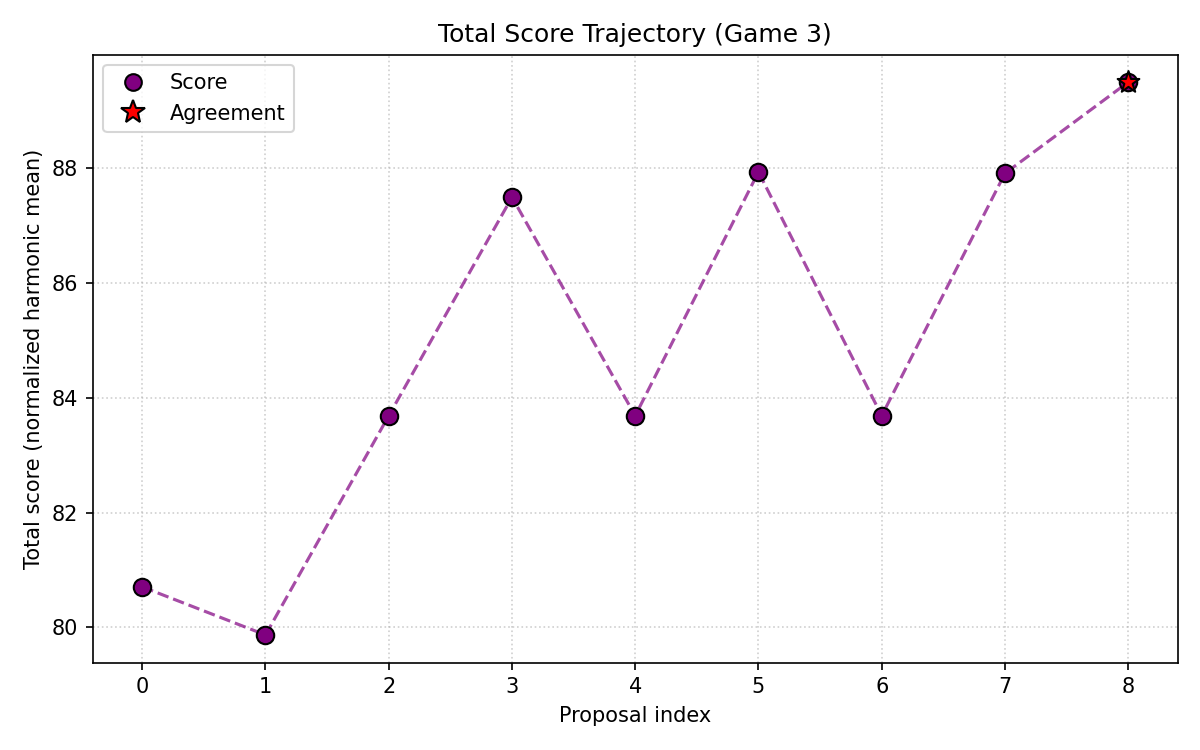 Total Score Trajectory (Game 3)
Score
Agreement
Total score (normalized harmonic mean)
88
86
84
82
80
0 1 2 3 4 5 6 7 8
Proposal index